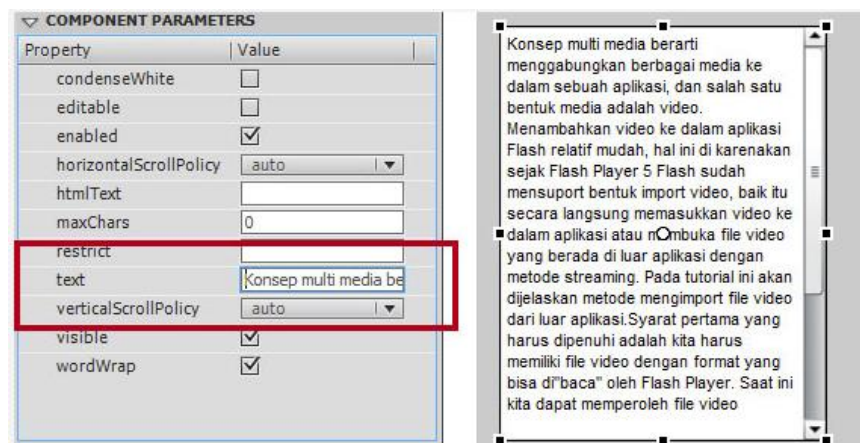 COMPONENT PARAMETERS
Property Value
condenseWhite
editable
enabled
horizontalScrollPolicy auto
htmlText
maxChars 0
restrict
text Konsep multi media be
verticalScrollPolicy auto
visible
wordWrap
Konsep multi media berarti
menggabungkan berbagai media ke
dalam sebuah aplikasi, dan salah satu
bentuk media adalah video.
Menambahkan video ke dalam aplikasi
Flash relatif mudah, hal ini di karenakan
sejak Flash Player 5 Flash sudah
mensuport bentuk import video, baik itu
secara langsung memasukkan video ke
dalam aplikasi atau membuka file video
yang berada di luar aplikasi dengan
metode streaming. Pada tutorial ini akan
dijelaskan metode mengimport file video
dari luar aplikasi.Syarat pertama yang
harus dipenuhi adalah kita harus
memiliki file video dengan format yang
bisa di"baca" oleh Flash Player. Saat ini
kita dapat memperoleh file video